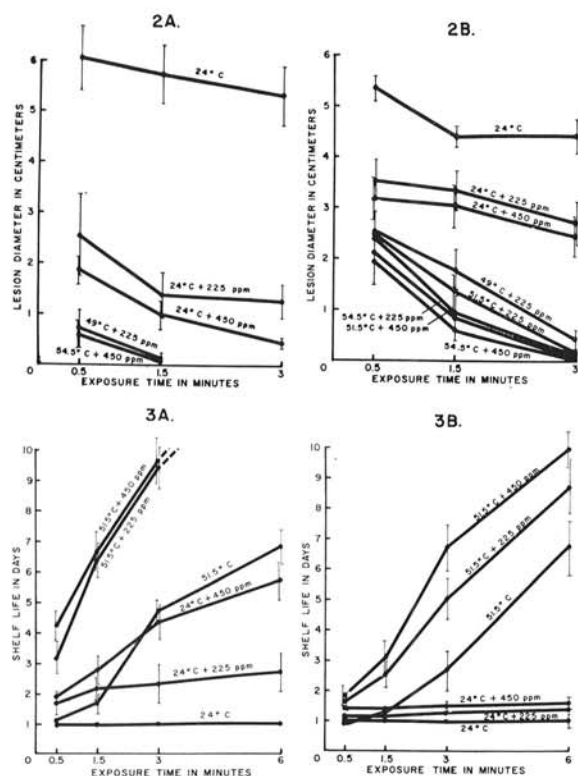 2A.
LESION DIAMETER IN CENTIMETERS
6
5
4
3
2
1
24° C
24°C + 225 ppm
24°C + 450 ppm
49°C + 225 ppm
54.5°C + 450 ppm
0.5
1.5
3
EXPOSURE TIME IN MINUTES
2B.
LESION DIAMETER IN CENTIMETERS
6
5
4
3
2
1
24°C
24°C + 225 ppm
24°C + 450 ppm
49°C + 225 ppm
51.5°C + 225 ppm
54.5°C + 225 ppm
51.5°C + 450 ppm
54.5°C + 450 ppm
0.5
1.5
3
EXPOSURE TIME IN MINUTES
3A.
SHELF LIFE IN DAYS
10
9
8
7
6
5
4
3
2
1
51.5°C + 450 ppm
51.5°C + 225 ppm
51.5°C
24°C + 450 ppm
24°C + 225 ppm
24°C
0.5
1.5
3
6
EXPOSURE TIME IN MINUTES
3B.
SHELF LIFE IN DAYS
10
9
8
7
6
5
4
3
2
1
51.5°C + 450 ppm
51.5°C + 225 ppm
51.5°C
24°C + 450 ppm
24°C + 225 ppm
24°C
0.5
1.5
3
6
EXPOSURE TIME IN MINUTES